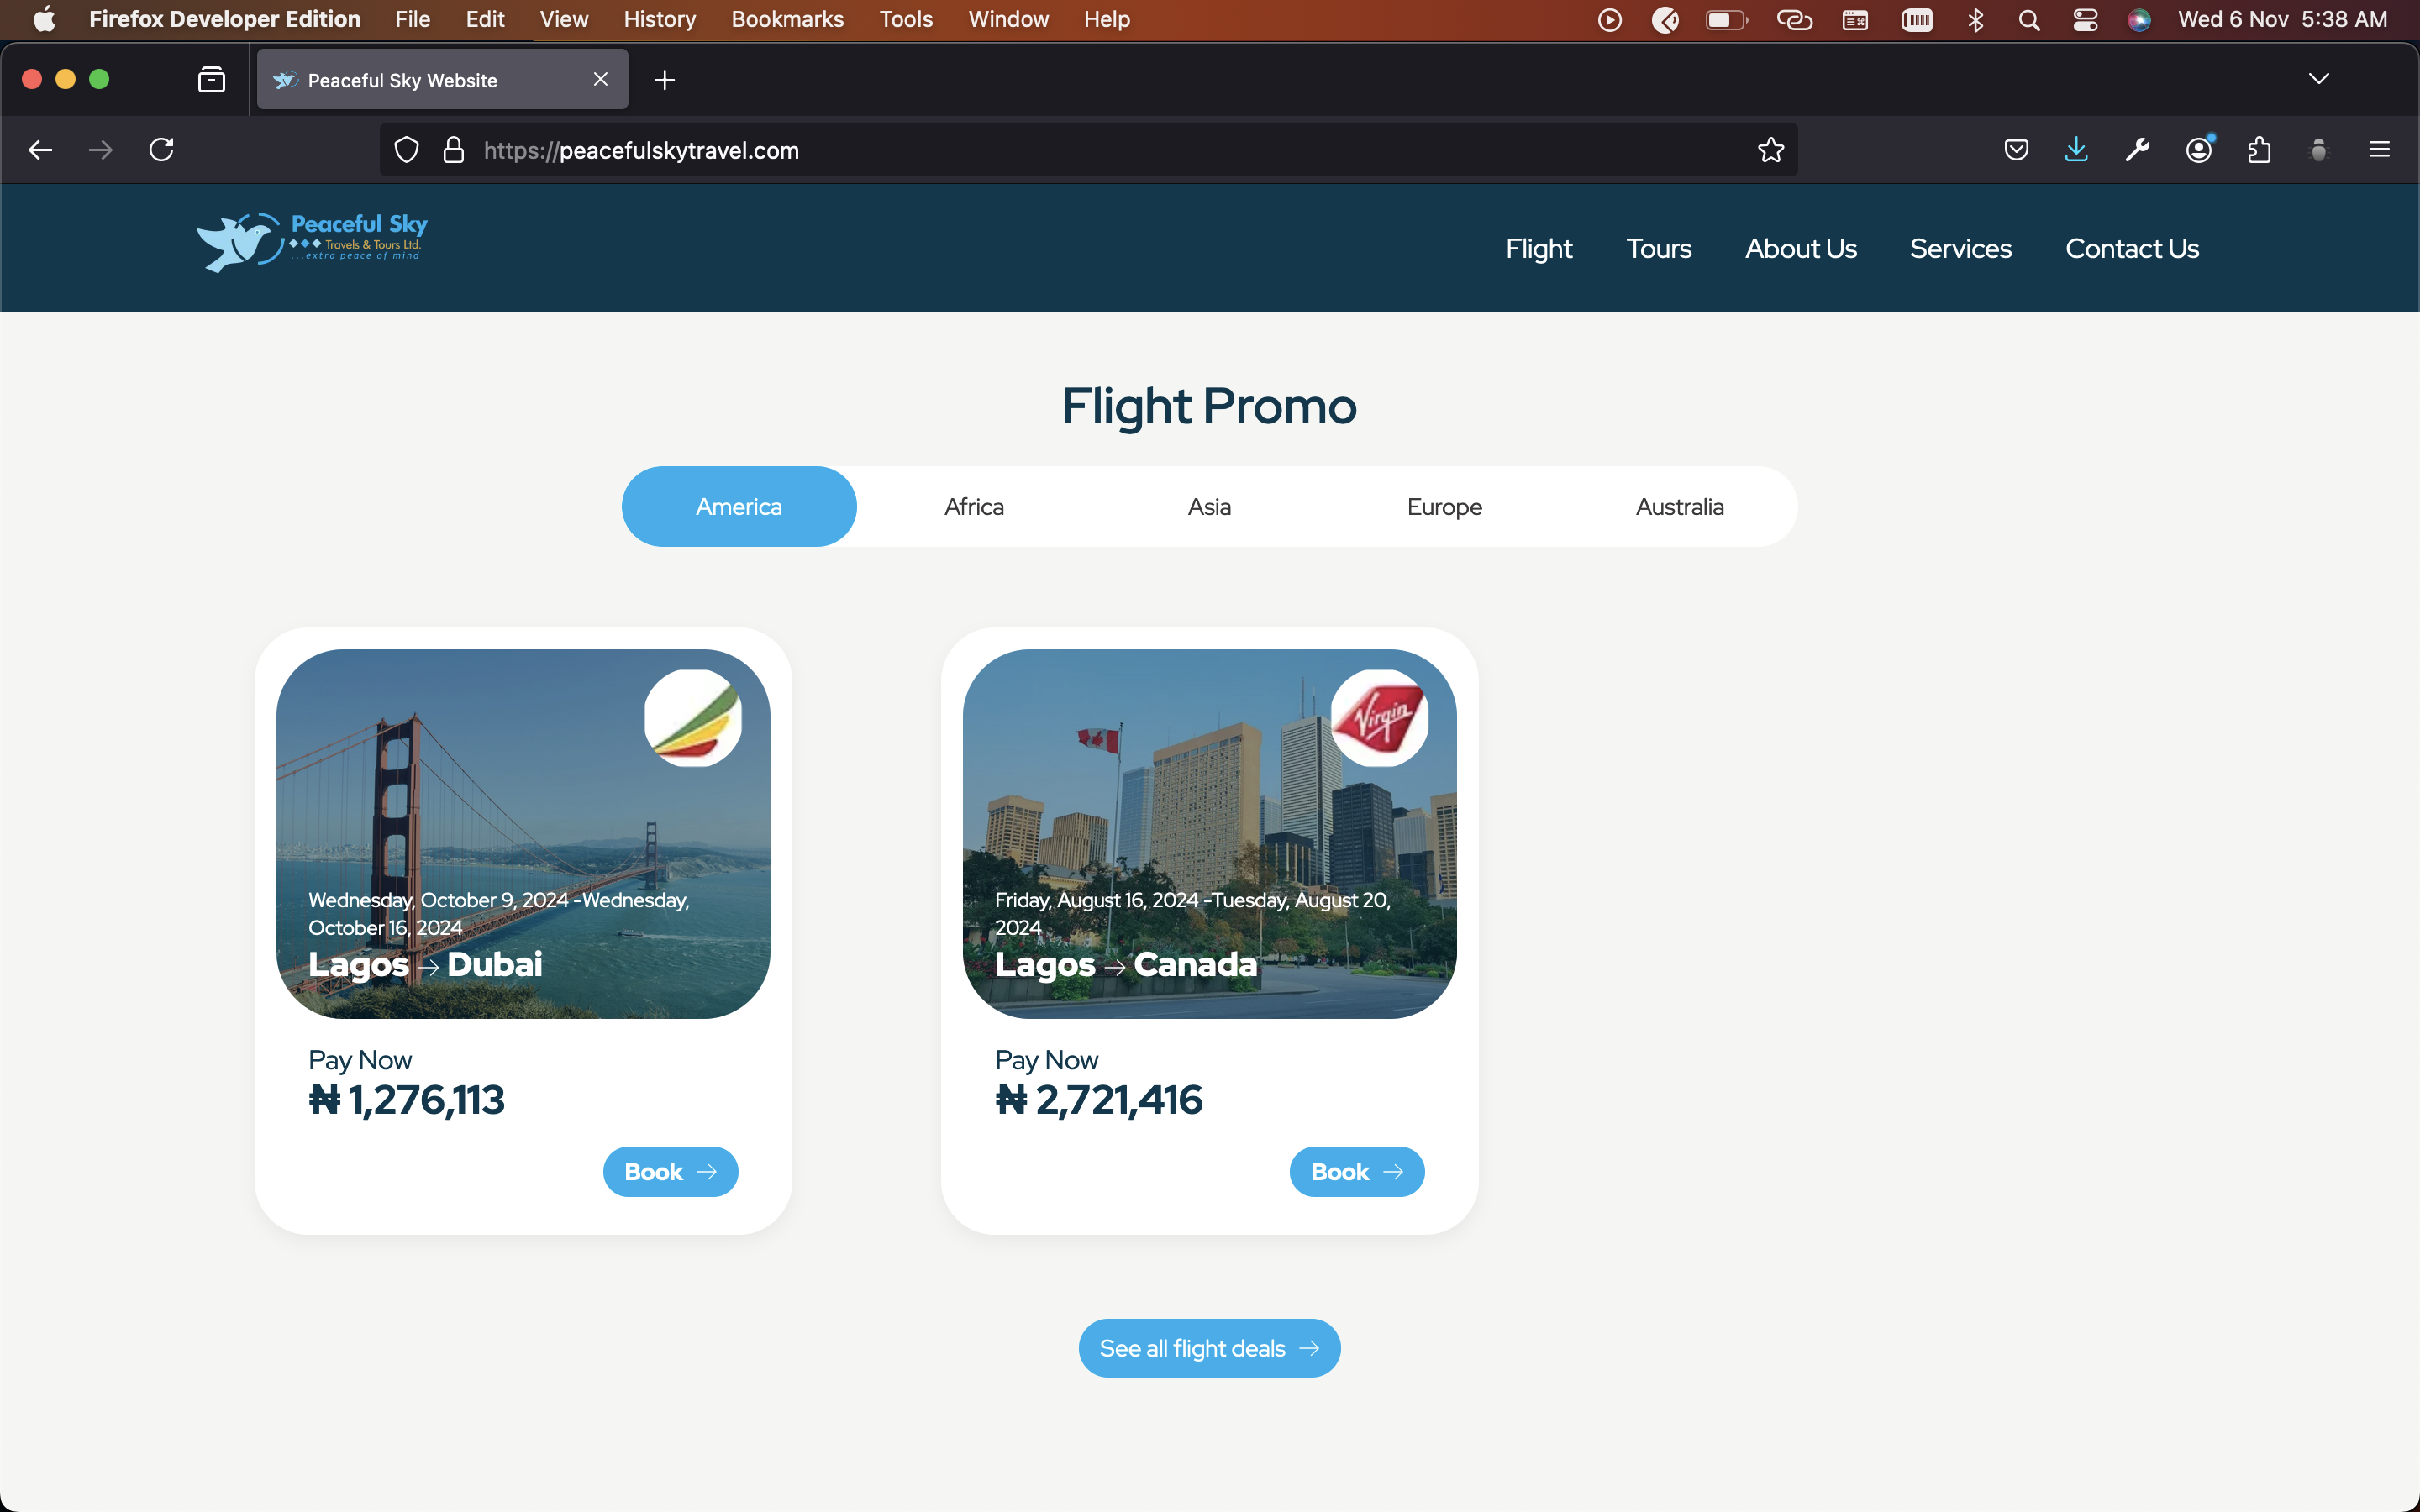 Firefox Developer Edition File Edit View History Bookmarks Tools Window Help Wed 6 Nov 5:38 AM
Peaceful Sky Website
https://peacefulskytravel.com
Peaceful Sky
Travels & Tours Ltd.
...extra peace of mind
Flight Tours About Us Services Contact Us
Flight Promo
America Africa Asia Europe Australia
Wednesday, October 9, 2024 -Wednesday,
October 16, 2024
Lagos → Dubai
Pay Now
₦ 1,276,113
Book →
Virgin
Friday, August 16, 2024 -Tuesday, August 20,
2024
Lagos → Canada
Pay Now
₦ 2,721,416
Book →
See all flight deals →